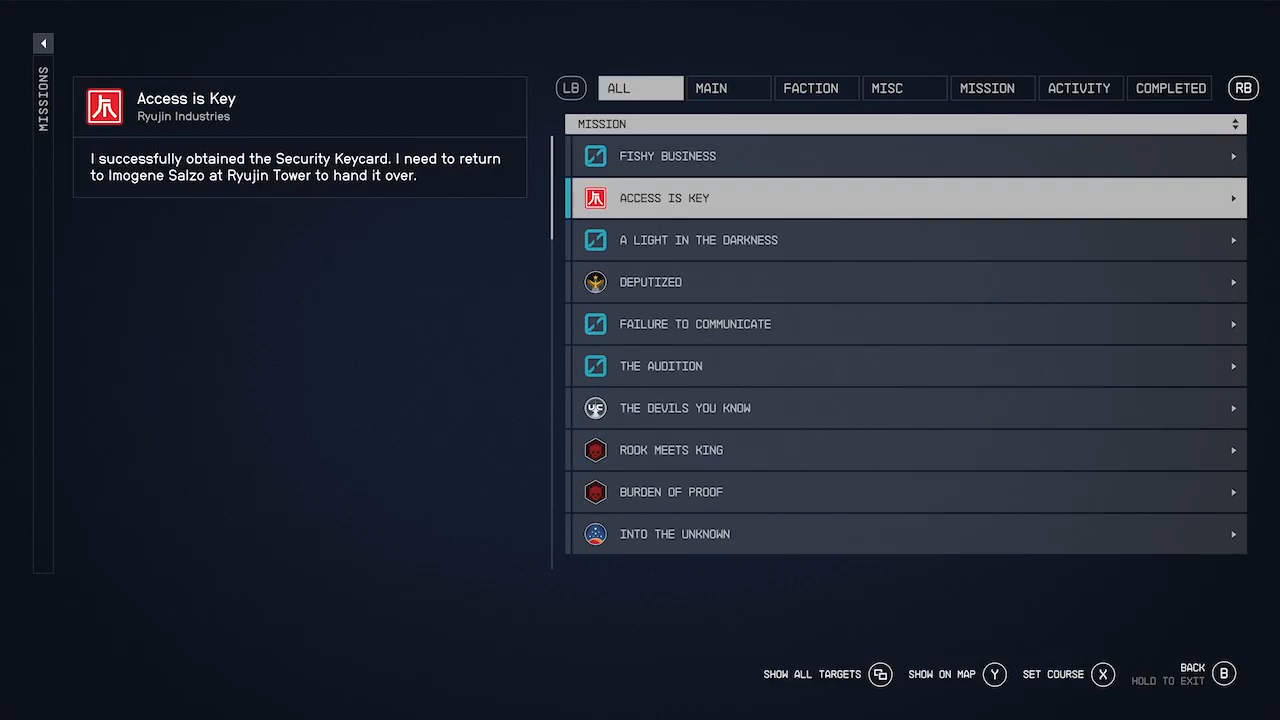 MISSIONS
Access is Key
Ryujin Industries
I successfully obtained the Security Keycard. I need to return
to Imogene Salzo at Ryujin Tower to hand it over.
LB ALL MAIN FACTION MISC MISSION ACTIVITY COMPLETED RB
MISSION
FISHY BUSINESS
ACCESS IS KEY
A LIGHT IN THE DARKNESS
DEPUTIZED
FAILURE TO COMMUNICATE
THE AUDITION
UC THE DEVILS YOU KNOW
ROOK MEETS KING
BURDEN OF PROOF
INTO THE UNKNOWN
SHOW ALL TARGETS SHOW ON MAP Y SET COURSE X BACK B
HOLD TO EXIT